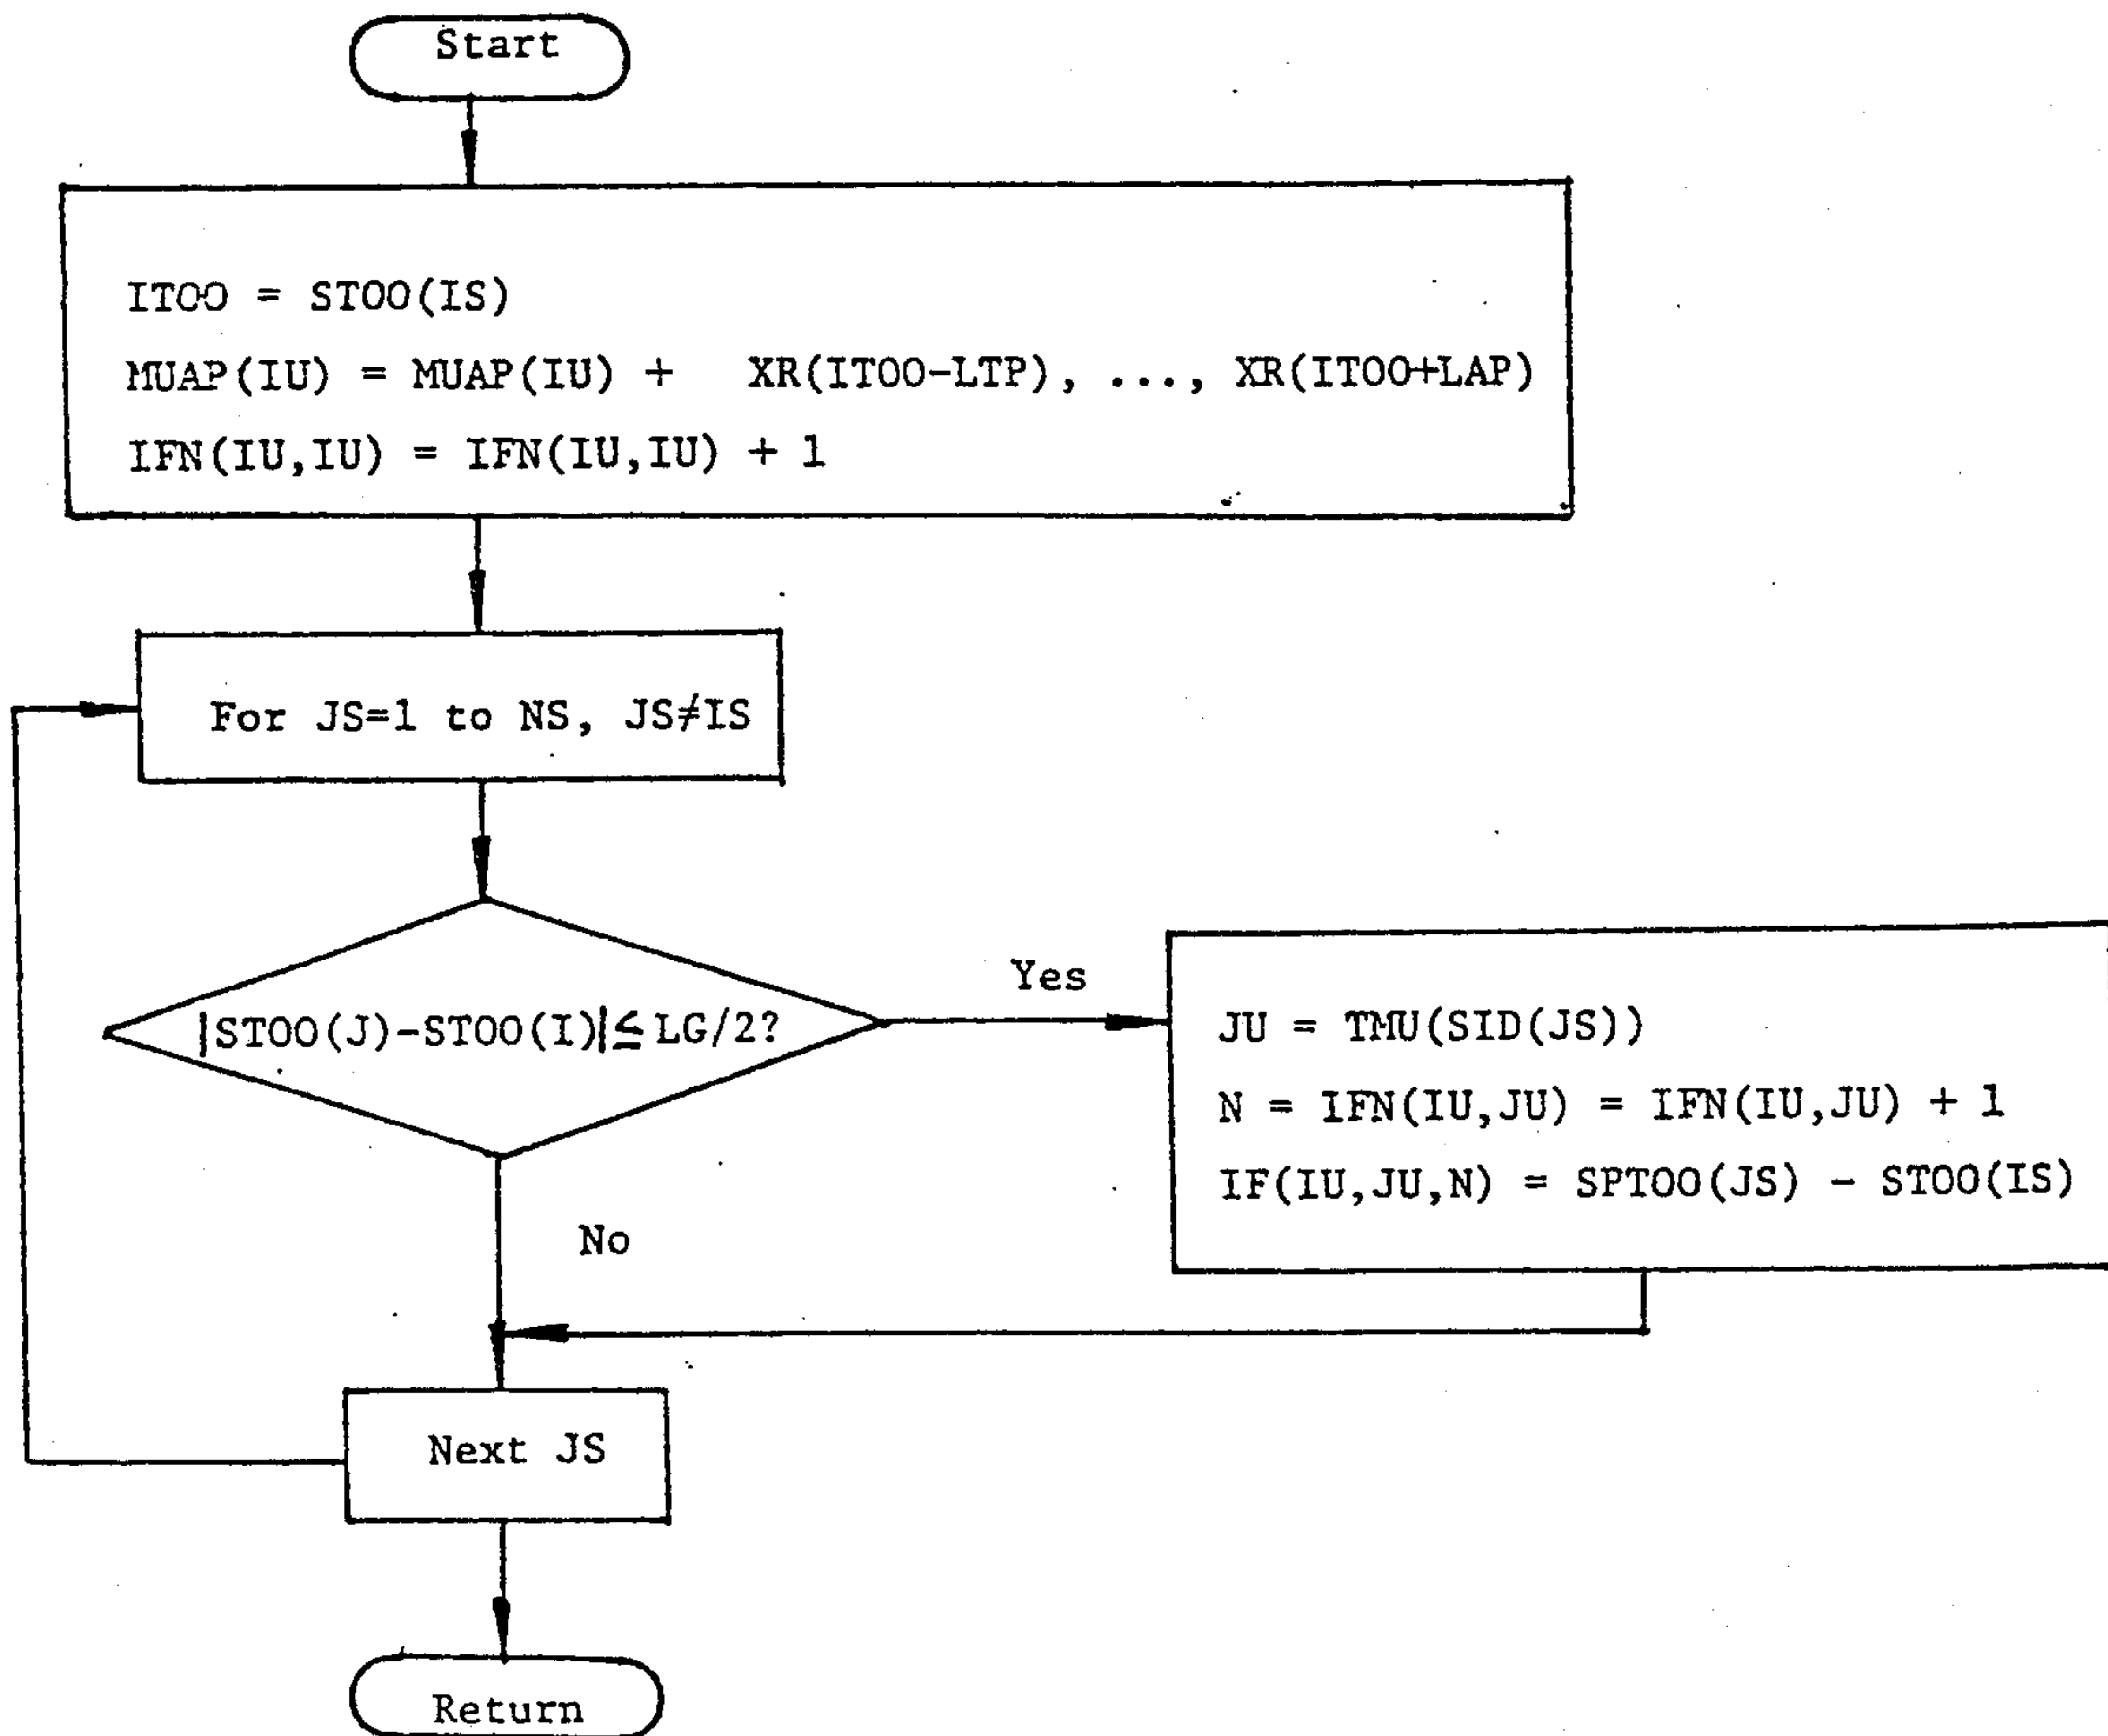 Start
ITOO = STOO(IS)
MUAP(IU) = MUAP(IU) + XR(ITOO-LTP), ..., XR(ITOO+LAP)
IFN(IU,IU) = IFN(IU,IU) + 1
For JS=1 to NS, JS≠IS
|STOO(J)-STOO(I)|≤ LG/2?
Yes
JU = TMU(SID(JS))
N = IFN(IU,JU) = IFN(IU,JU) + 1
IF(IU,JU,N) = SPTOO(JS) - STOO(IS)
No
Next JS
Return